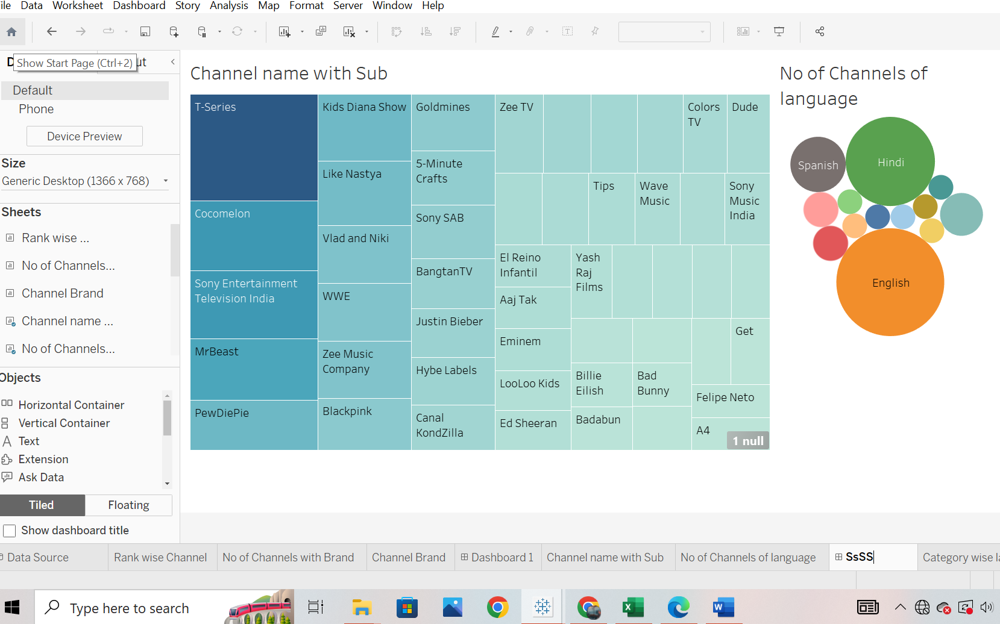 ile Data Worksheet Dashboard Story Analysis Map Format Server Window Help
D
Show Start Page (Ctrl+2)
ut
Default
Phone
Device Preview
Size
Generic Desktop (1366 x 768)
Sheets
Rank wise ...
No of Channels...
Channel Brand
Channel name ...
No of Channels...
Objects
Horizontal Container
Vertical Container
Text
Extension
Ask Data
Tiled Floating
Show dashboard title
Channel name with Sub
T-Series
Cocomelon
Sony Entertainment
Television India
MrBeast
PewDiePie
Kids Diana Show
Like Nastya
Vlad and Niki
WWE
Zee Music
Company
Blackpink
Goldmines
5-Minute
Crafts
Sony SAB
BangtanTV
Justin Bieber
Hybe Labels
Canal
KondZilla
Zee TV
Colors
TV
Dude
Tips
Wave
Music
Sony
Music
India
El Reino
Infantil
Aaj Tak
Eminem
LooLoo Kids
Ed Sheeran
Yash
Raj
Films
Billie
Eilish
Badabun
Bad
Bunny
Get
Felipe Neto
A4
1 null
No of Channels of
language
Spanish
Hindi
English
Data Source Rank wise Channel No of Channels with Brand Channel Brand Dashboard 1 Channel name with Sub No of Channels of language SsSS Category wise la
Type here to search